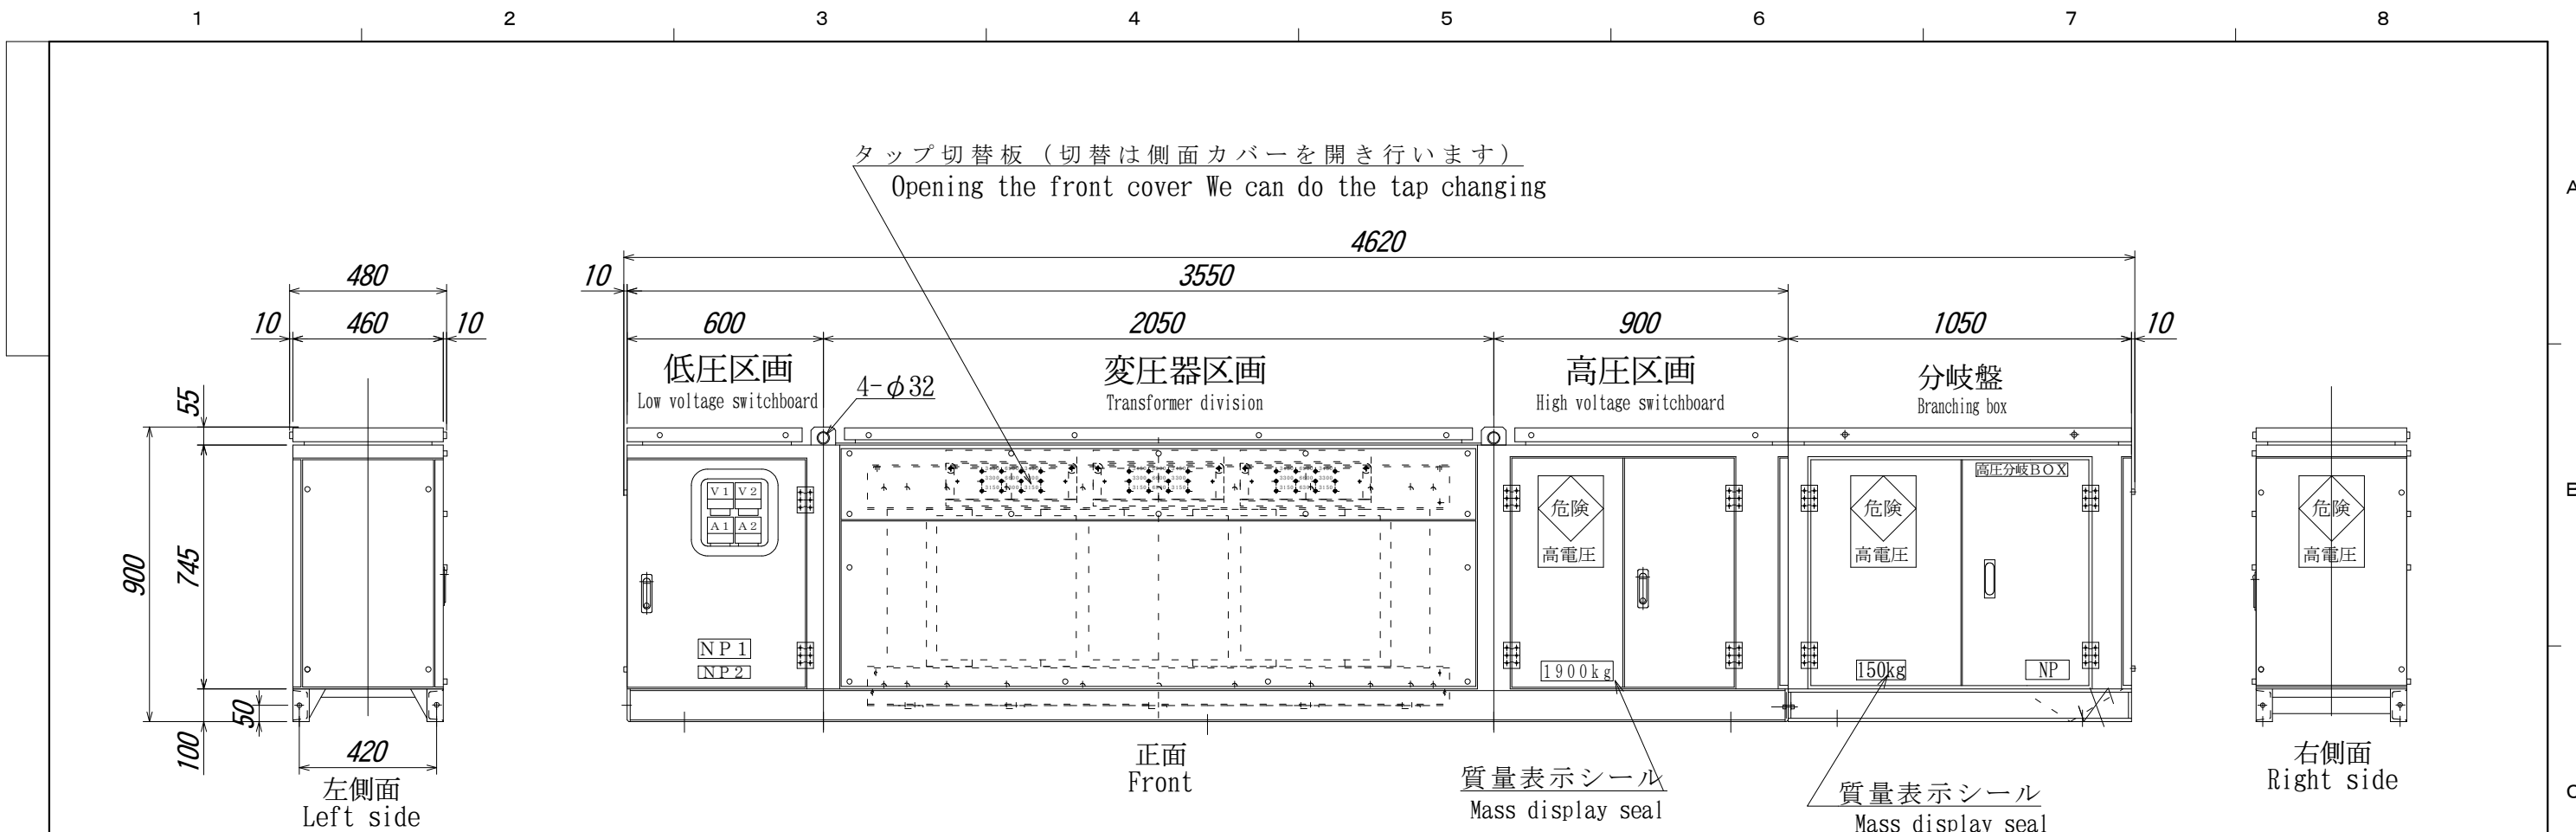 1 2 3 4 5 6 7 8
タップ切替板（切替は側面カバーを開き行います）
Opening the front cover We can do the tap changing
A
4620
480
10
3550
10 460 10
600 2050 900 1050 10
低圧区画
Low voltage switchboard
4-φ32
変圧器区画
Transformer division
高圧区画
High voltage switchboard
分岐盤
Branching box
55
900
745
50
100
420
V1 V2
A1 A2
NP1
NP2
危険
高電圧
1900kg
危険
高電圧
高圧分岐BOX
150kg
NP
危険
高電圧
B
左側面
Left side
正面
Front
質量表示シール
Mass display seal
質量表示シール
Mass display seal
右側面
Right side
C